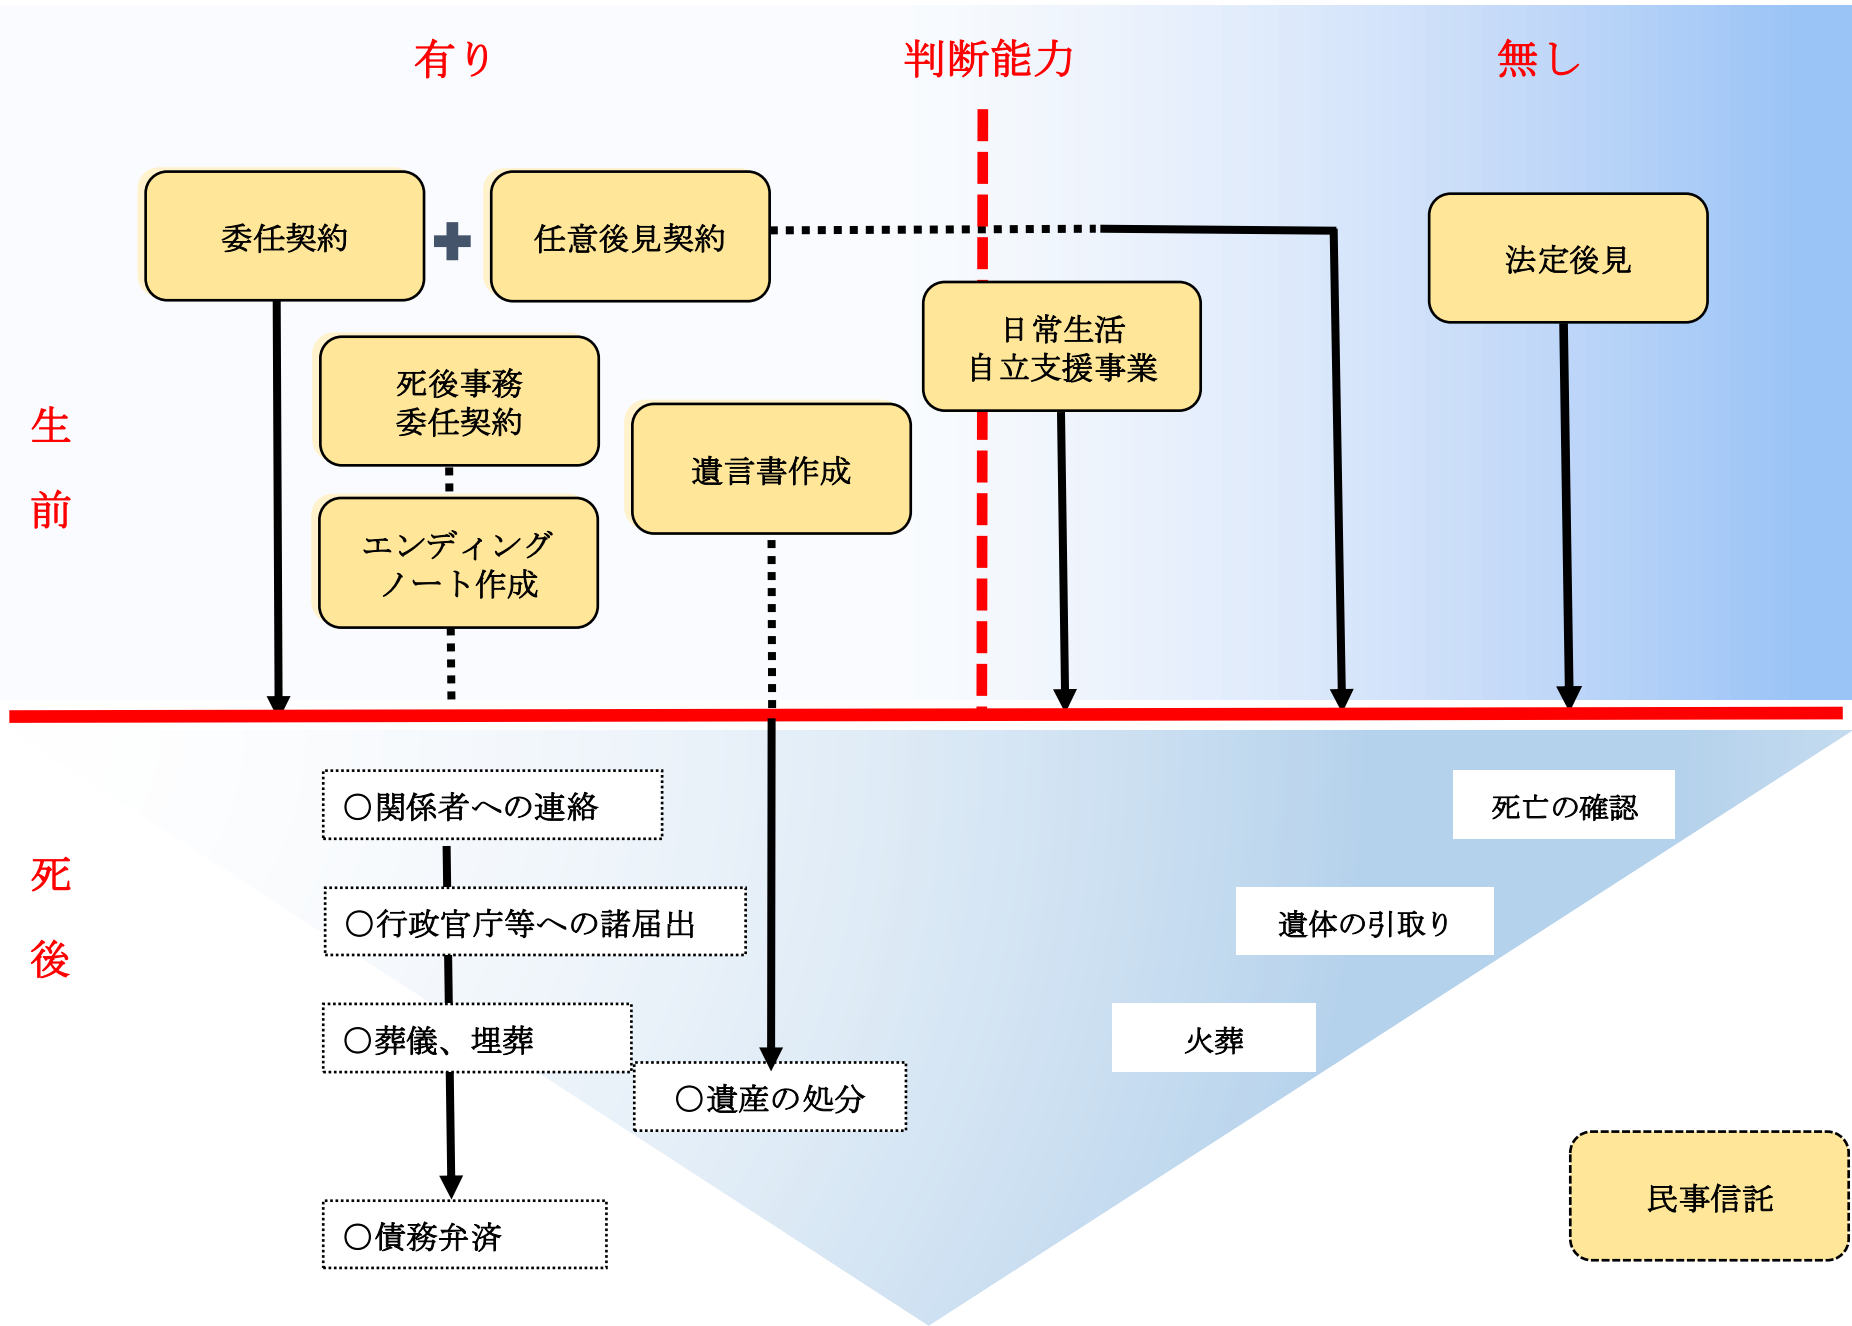 有り
判断能力
無し
委任契約
任意後見契約
法定後見
日常生活
自立支援事業
死後事務
委任契約
遺言書作成
エンディング
ノート作成
生
前
〇関係者への連絡
死亡の確認
〇行政官庁等への諸届出
遺体の引取り
死
後
〇葬儀、埋葬
火葬
〇遺産の処分
〇債務弁済
民事信託